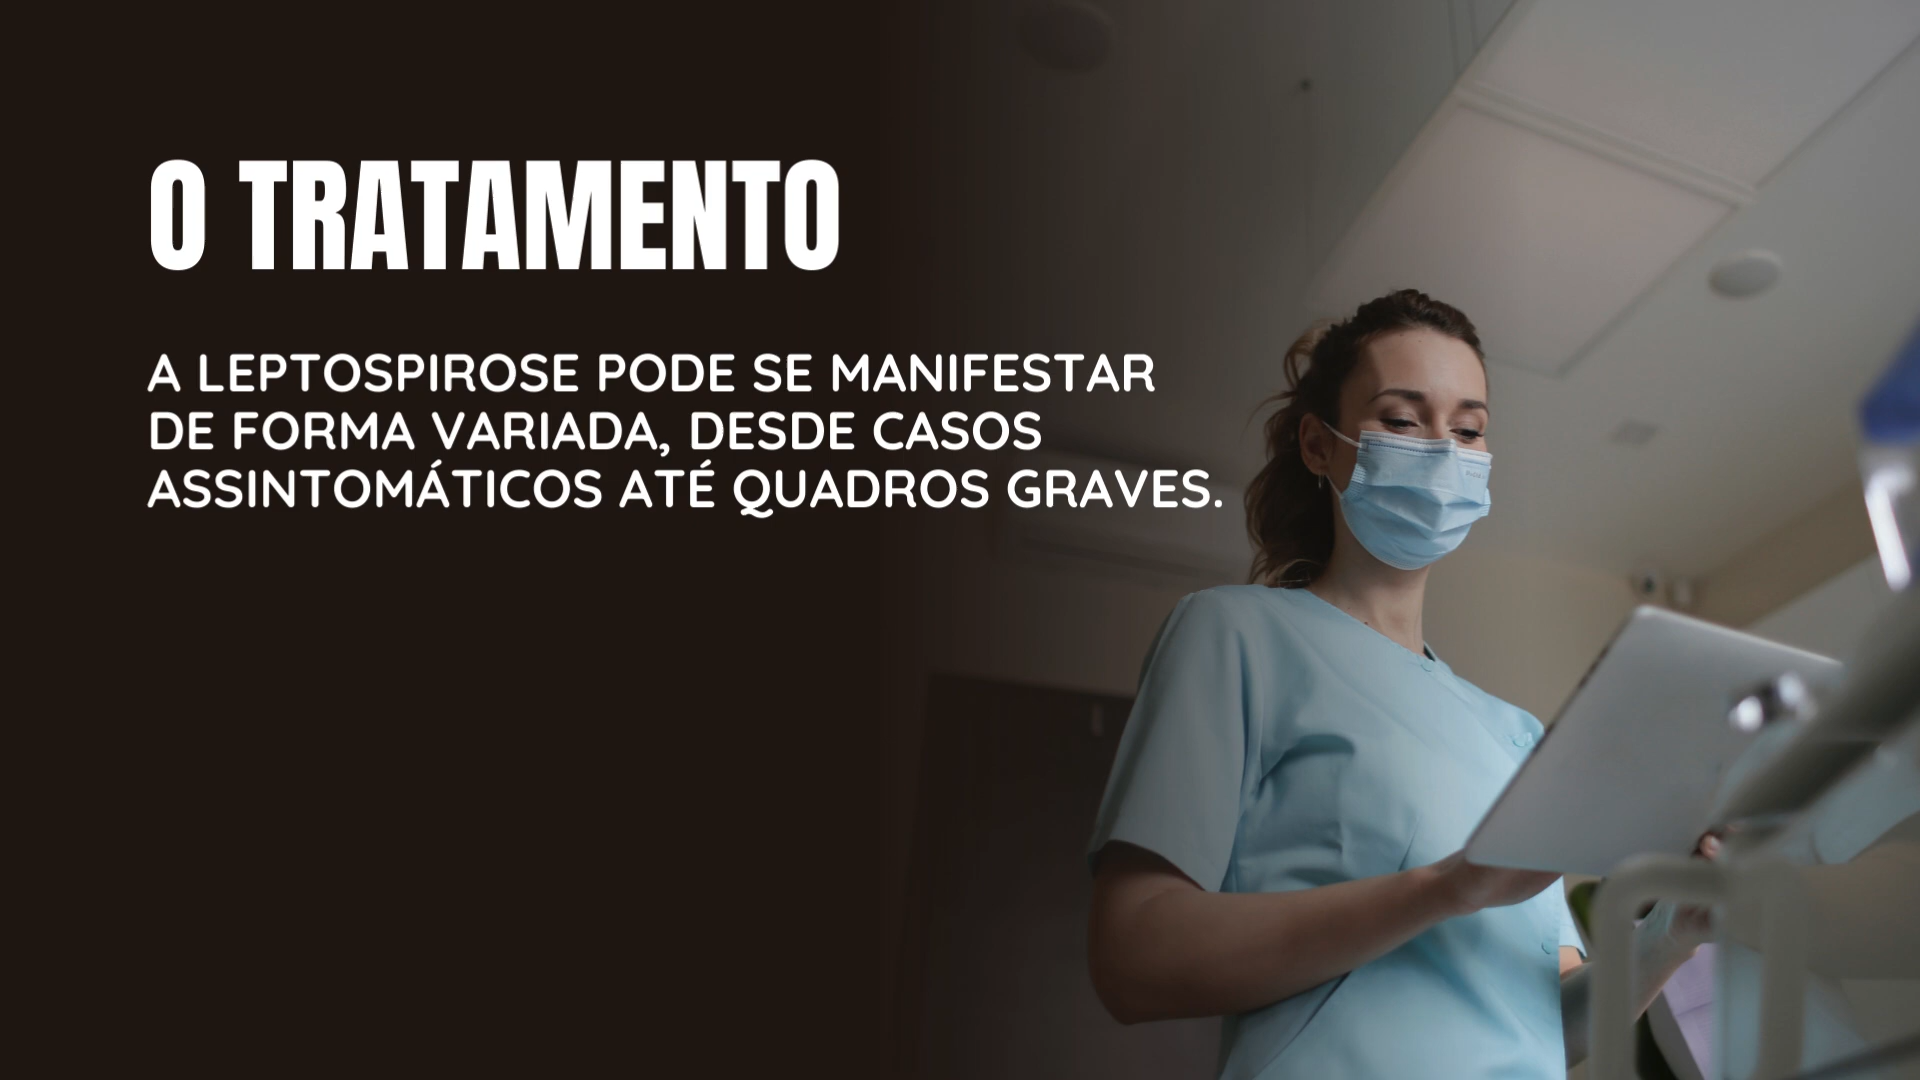 O TRATAMENTO
A LEPTOSPIROSE PODE SE MANIFESTAR
DE FORMA VARIADA, DESDE CASOS
ASSINTOMÁTICOS ATÉ QUADROS GRAVES.